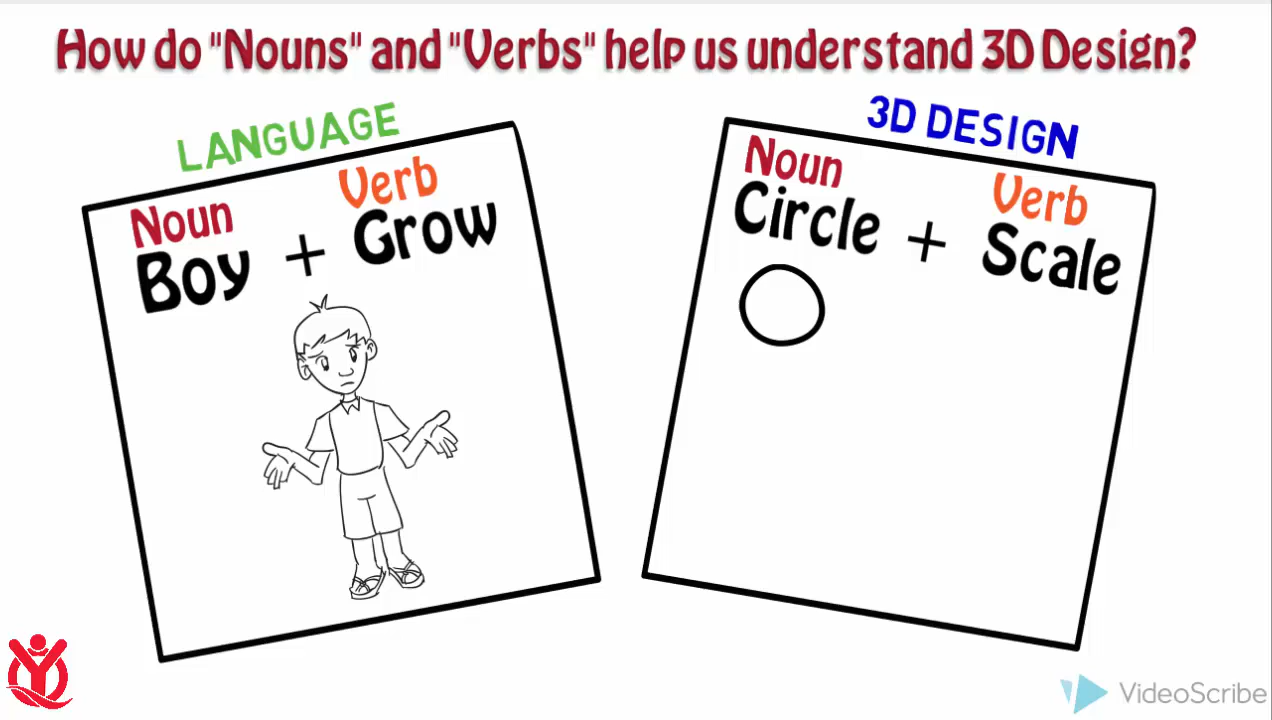 How do "Nouns" and "Verbs" help us understand 3D Design?
LANGUAGE
Noun Verb
Boy + Grow
3D DESIGN
Noun Verb
Circle + Scale
VideoScribe